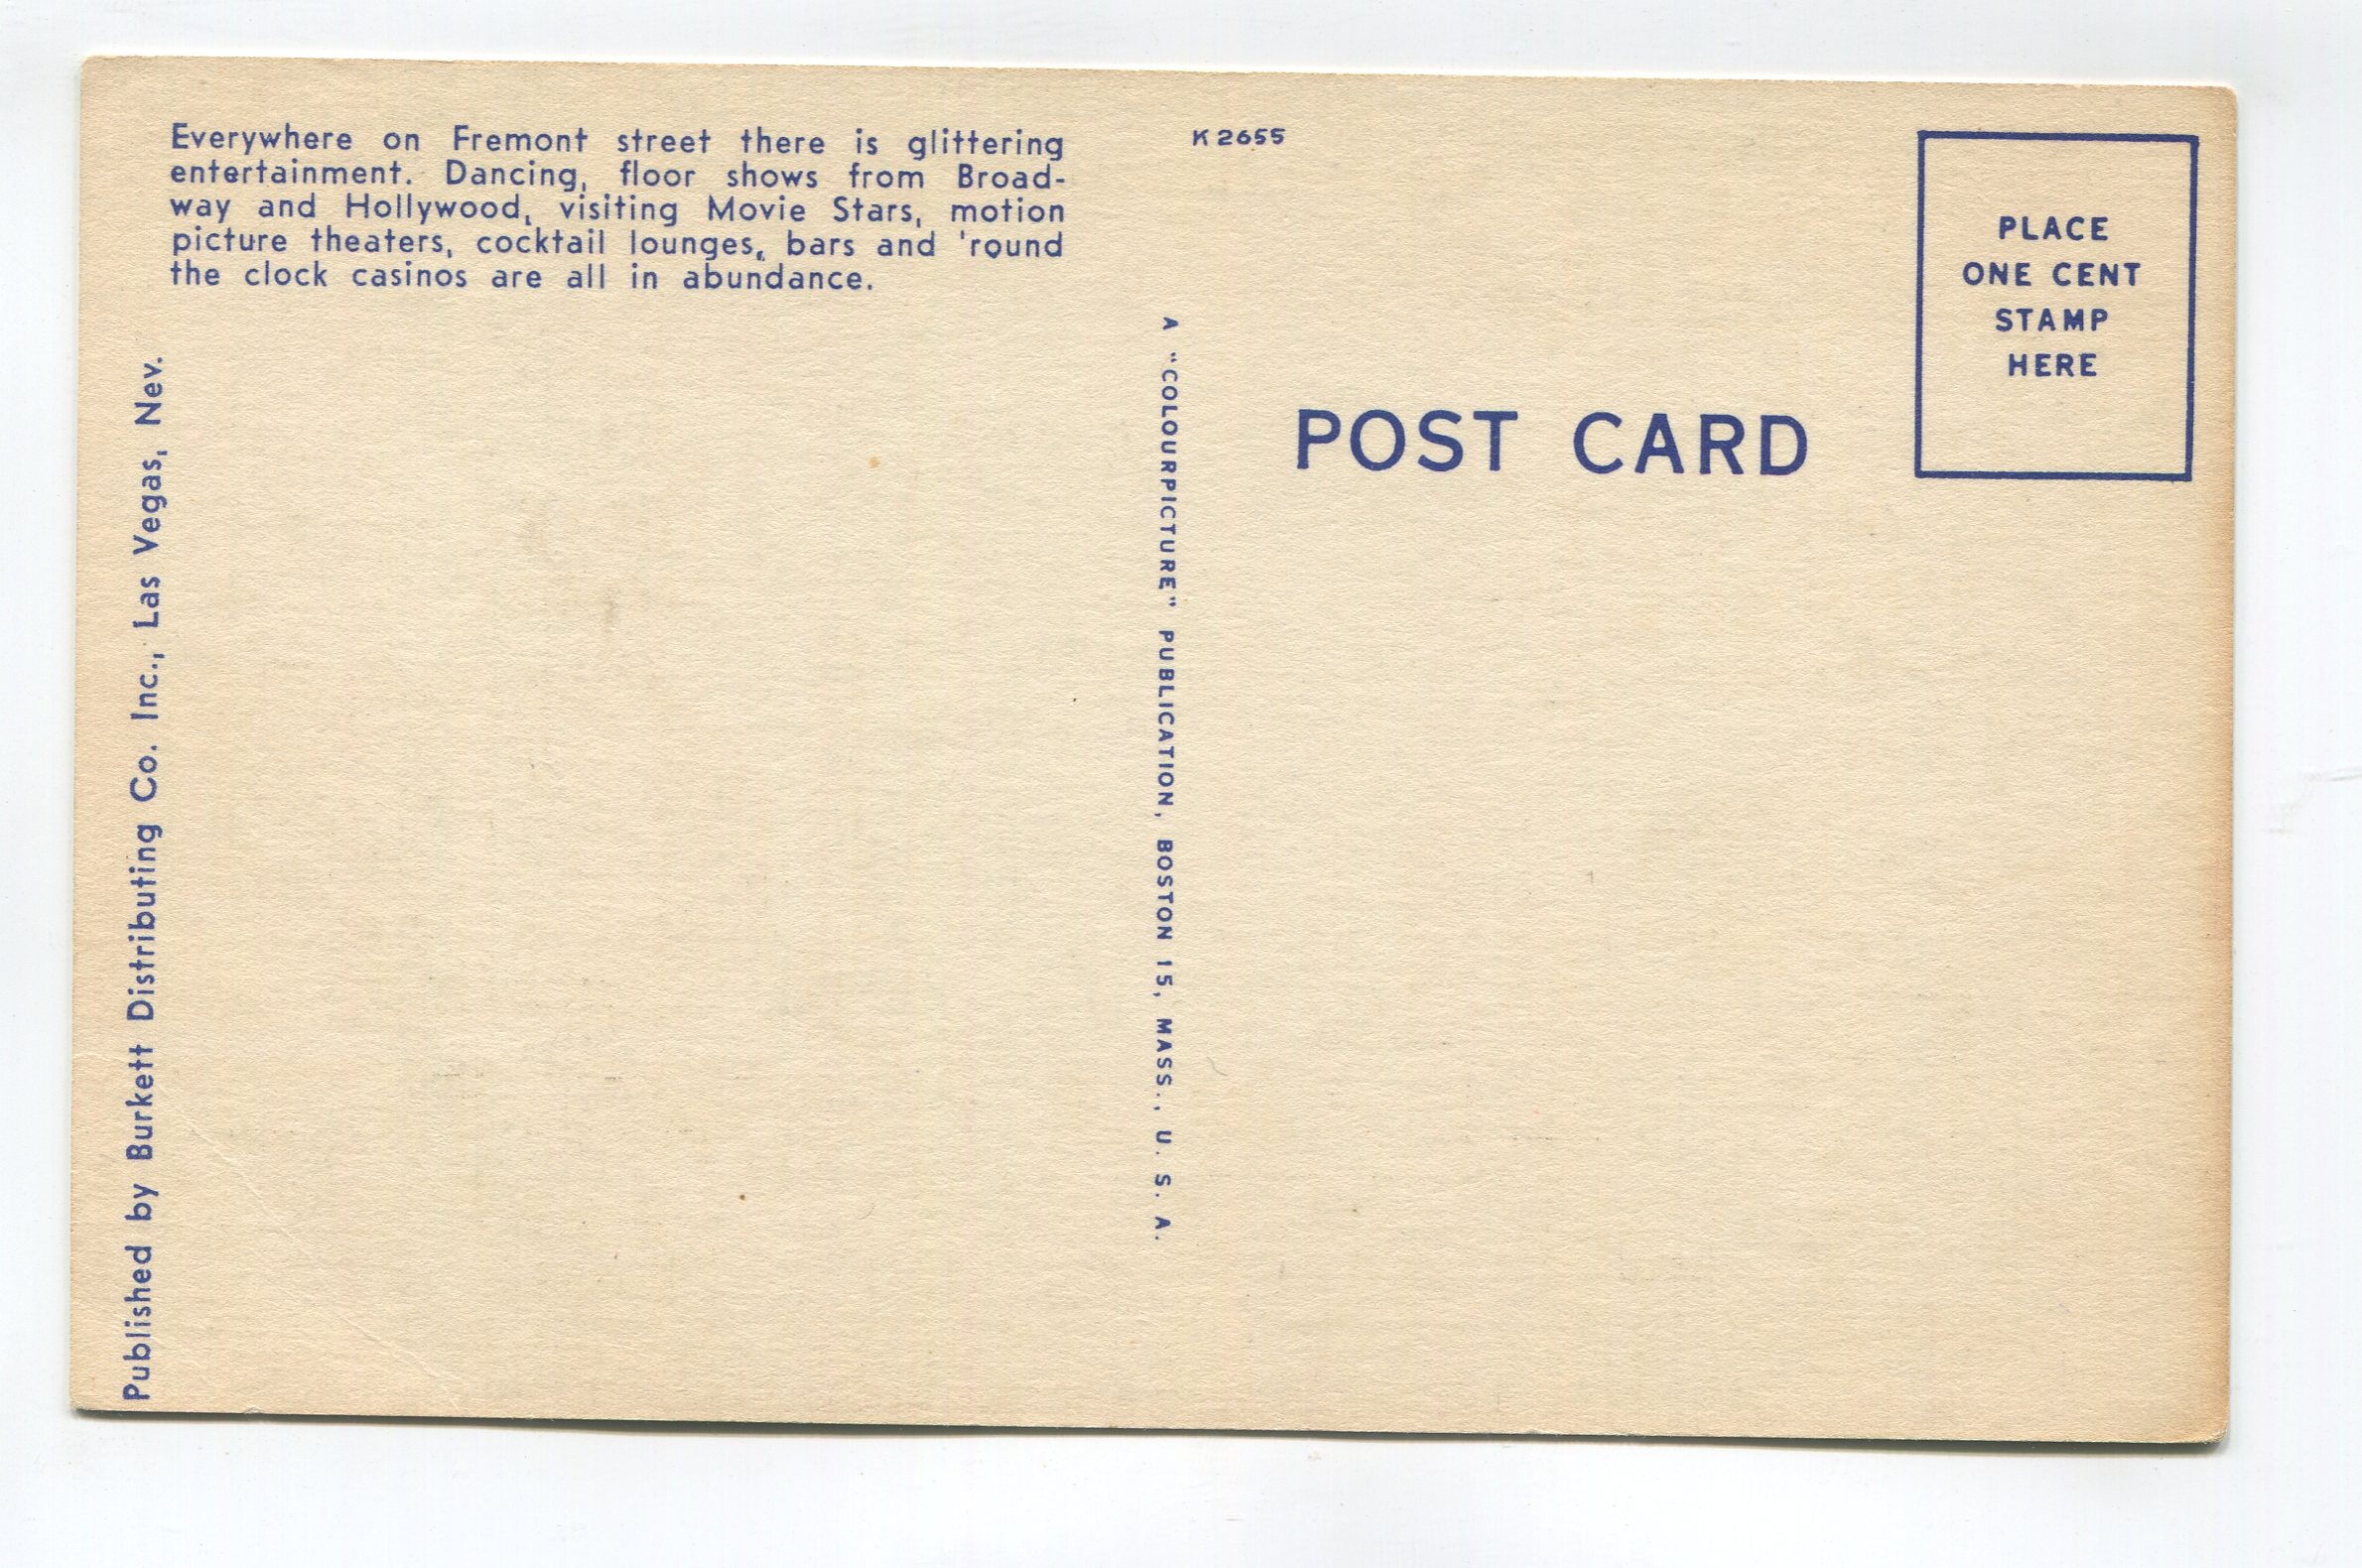 Everywhere on Fremont street there is glittering
entertainment. Dancing, floor shows from Broad-
way and Hollywood, visiting Movie Stars, motion
picture theaters, cocktail lounges, bars and 'round
the clock casinos are all in abundance.
Published by Burkett Distributing Co. Inc., Las Vegas, Nev.
K 2655
A "COLOURPICTURE" PUBLICATION, BOSTON 15, MASS., U. S. A.
POST CARD
PLACE
ONE CENT
STAMP
HERE